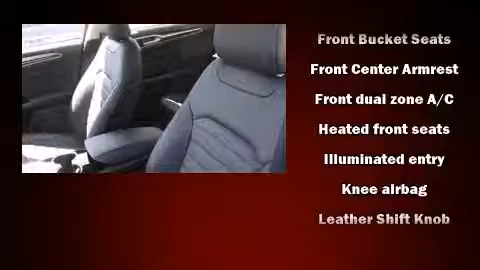 Front Bucket Seats
Front Center Armrest
Front dual zone A/C
Heated front seats
Illuminated entry
Knee airbag
Leather Shift Knob